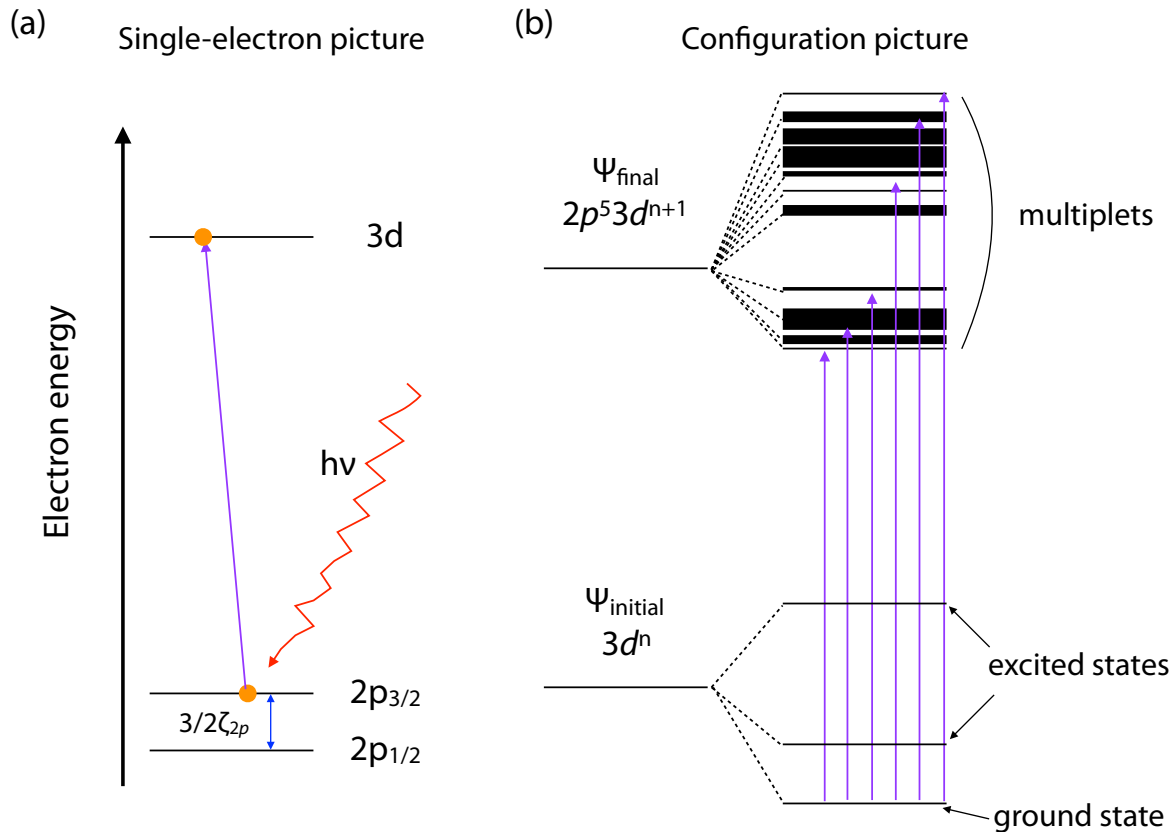 (a)
Single-electron picture
Electron energy
3d
hν
2p₃/₂
3/2ζ₂ₚ
2p₁/₂
(b)
Configuration picture
Ψfinal
2p⁵3dⁿ⁺¹
multiplets
Ψinitial
3dⁿ
excited states
ground state